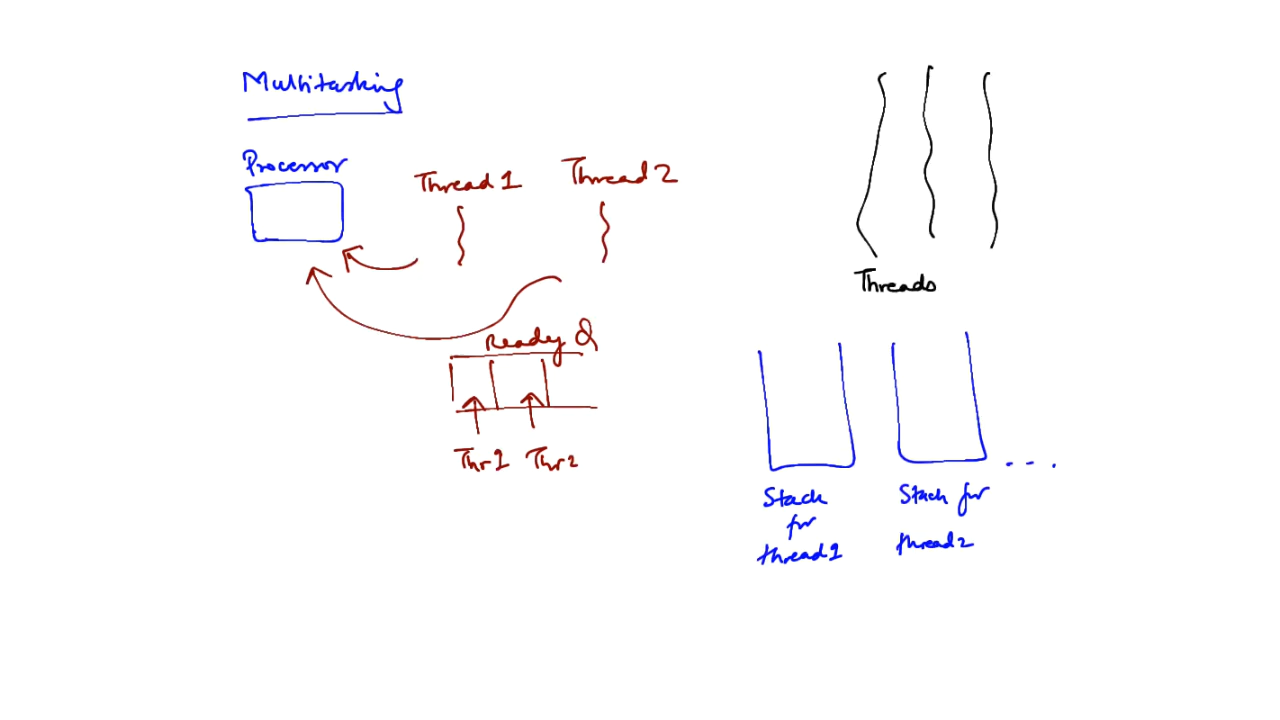 Multitasking
Processor
Thread 1
Thread 2
Ready Q
Thr1
Thr2
Threads
Stack
for
thread1
Stack for
thread2